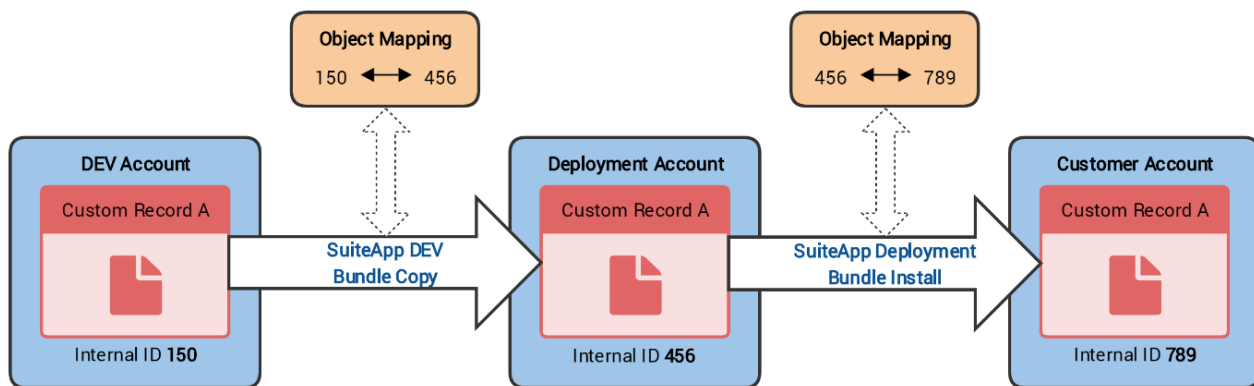 Object Mapping
150 456
Object Mapping
456 789
DEV Account
Custom Record A
Internal ID 150
SuiteApp DEV
Bundle Copy
Deployment Account
Custom Record A
Internal ID 456
SuiteApp Deployment
Bundle Install
Customer Account
Custom Record A
Internal ID 789